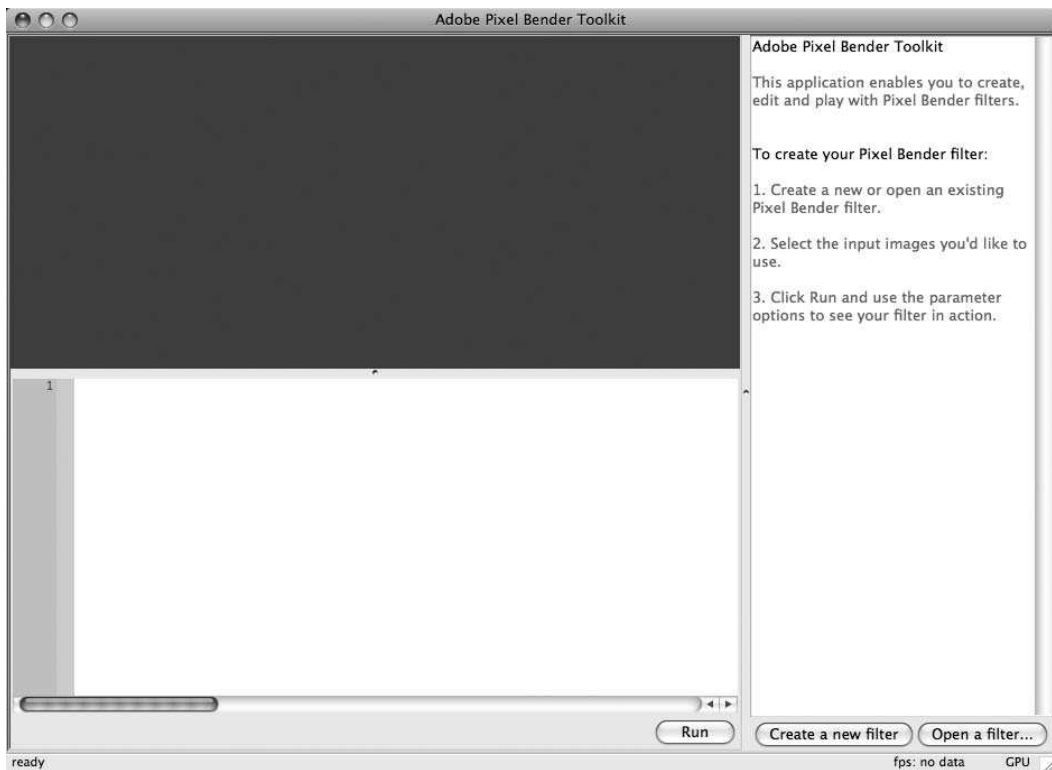 Adobe Pixel Bender Toolkit
Adobe Pixel Bender Toolkit
This application enables you to create,
edit and play with Pixel Bender filters.
To create your Pixel Bender filter:
1. Create a new or open an existing
Pixel Bender filter.
2. Select the input images you'd like to
use.
3. Click Run and use the parameter
options to see your filter in action.
1
Run
Create a new filter
Open a filter...
ready
fps: no data
GPU